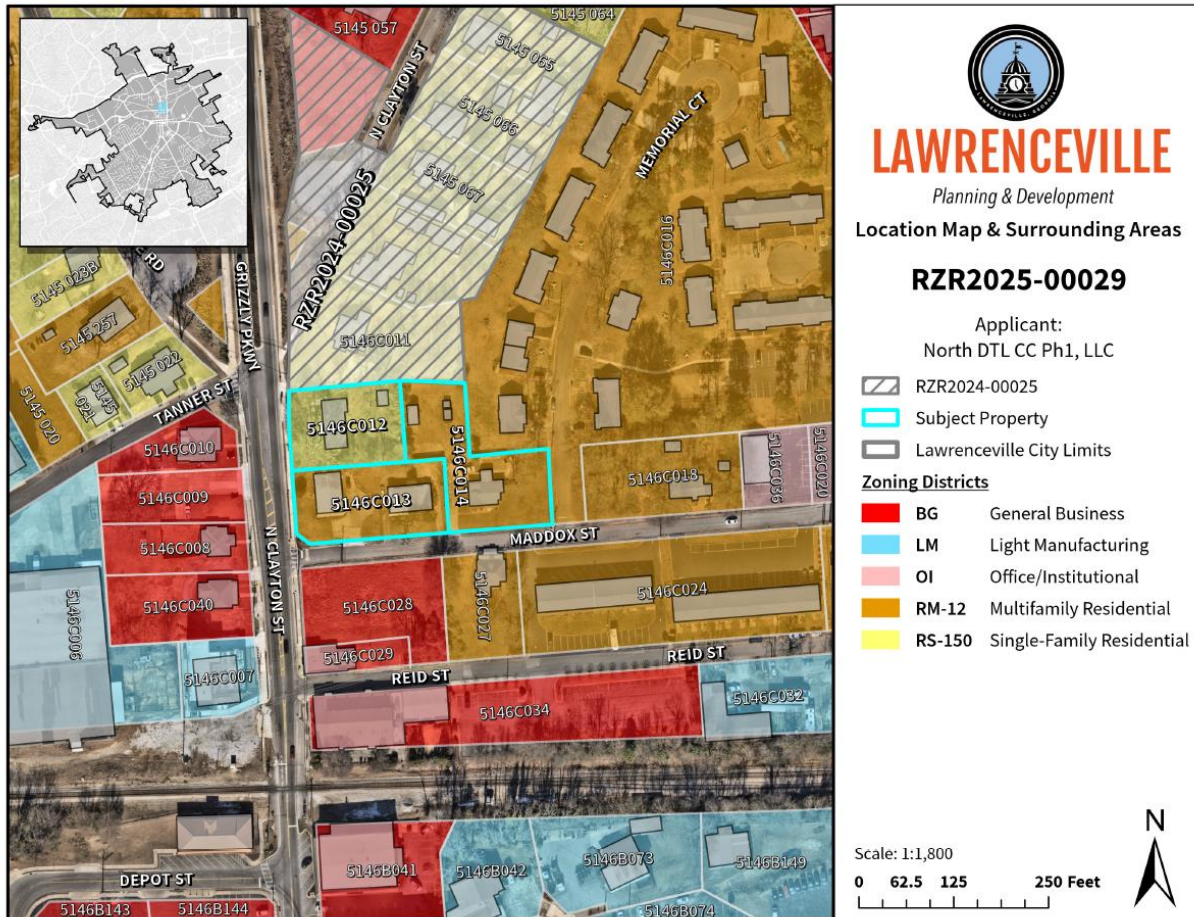 5145 057
5145 064
N CLAYTON ST
5145 065
5145 066
5145 067
MEMORIAL CT
RZR2024-00025
5146C016
RD
5145 023B
GRIZZLY PKWY
5145 257
5145 022
5145 021
5145 020
TANNER ST
5146C011
5146C012
5146C013
5146C014
5146C010
5146C009
5146C008
5146C040
5146C006
5146C007
N CLAYTON ST
5146C018
5146C036
5146C020
MADDOX ST
5146C028
5146C027
5146C024
5146C029
REID ST
REID ST
5146C034
5146C032
5146B041
5146B042
5146B073
5146B149
5146B074
DEPOT ST
5146B143
5146B144
LAWRENCEVILLE, GEORGIA
LAWRENCEVILLE
Planning & Development
Location Map & Surrounding Areas
RZR2025-00029
Applicant:
North DTL CC Ph1, LLC
RZR2024-00025
Subject Property
Lawrenceville City Limits
Zoning Districts
BG General Business
LM Light Manufacturing
OI Office/Institutional
RM-12 Multifamily Residential
RS-150 Single-Family Residential
Scale: 1:1,800
0 62.5 125 250 Feet
N